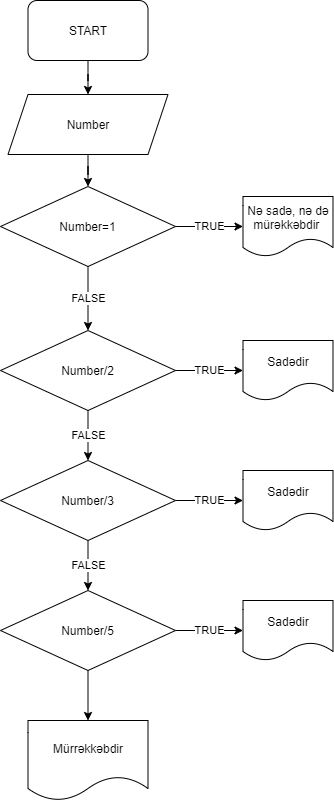 START
Number
Number=1
TRUE
Nə sadə, nə də
mürəkkəbdir
FALSE
Number/2
TRUE
Sadədir
FALSE
Number/3
TRUE
Sadədir
FALSE
Number/5
TRUE
Sadədir
Mürrəkkəbdir